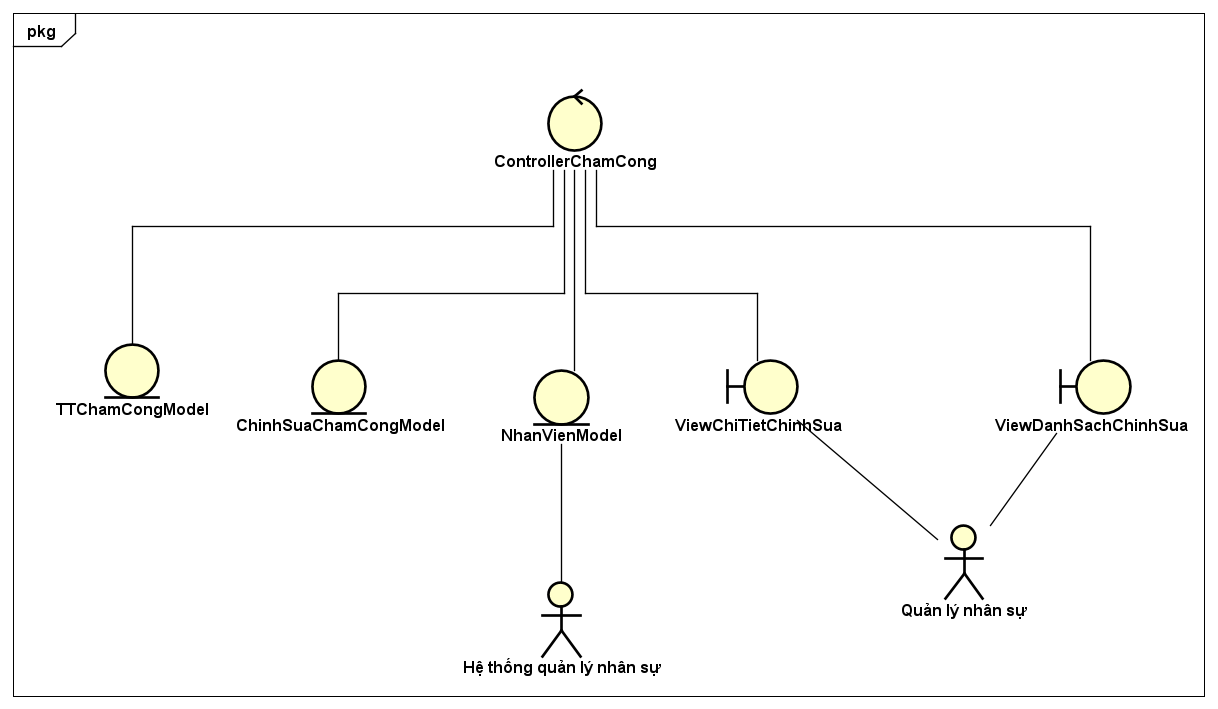 pkg
ControllerChamCong
TTChamCongModel
ChinhSuaChamCongModel
NhanVienModel
ViewChiTietChinhSua
ViewDanhSachChinhSua
Quản lý nhân sự
Hệ thống quản lý nhân sự